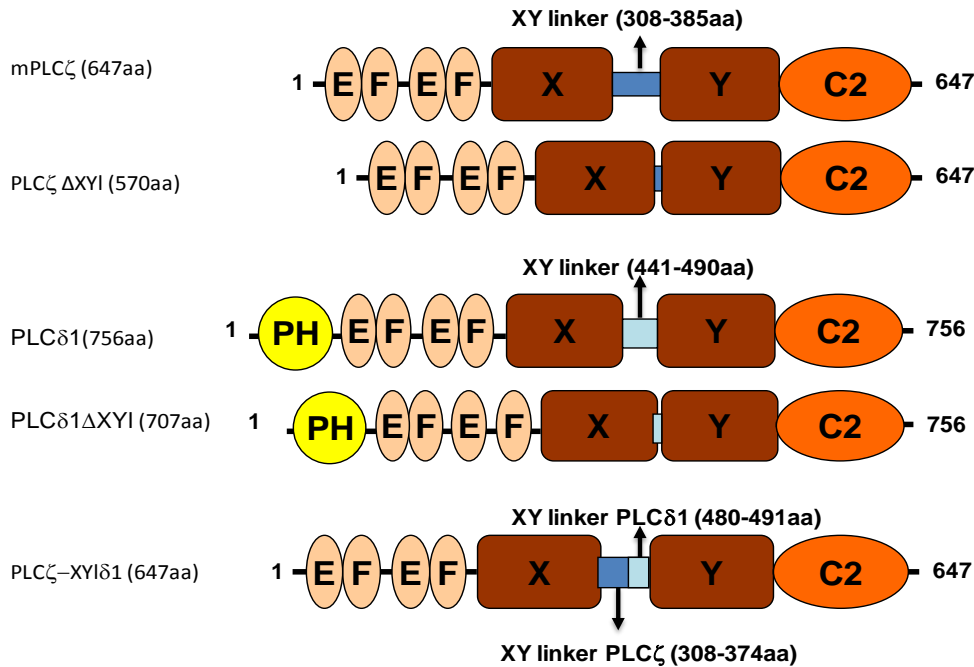 XY linker (308-385aa)
mPLCζ (647aa)
1 E F E F X Y C2 647
PLCζ ΔXYl (570aa)
1 E F E F X Y C2 647
XY linker (441-490aa)
PLCδ1(756aa)
1 PH E F E F X Y C2 756
PLCδ1ΔXYl (707aa)
1 PH E F E F X Y C2 756
XY linker PLCδ1 (480-491aa)
PLCζ–XYlδ1 (647aa)
1 E F E F X Y C2 647
XY linker PLCζ (308-374aa)